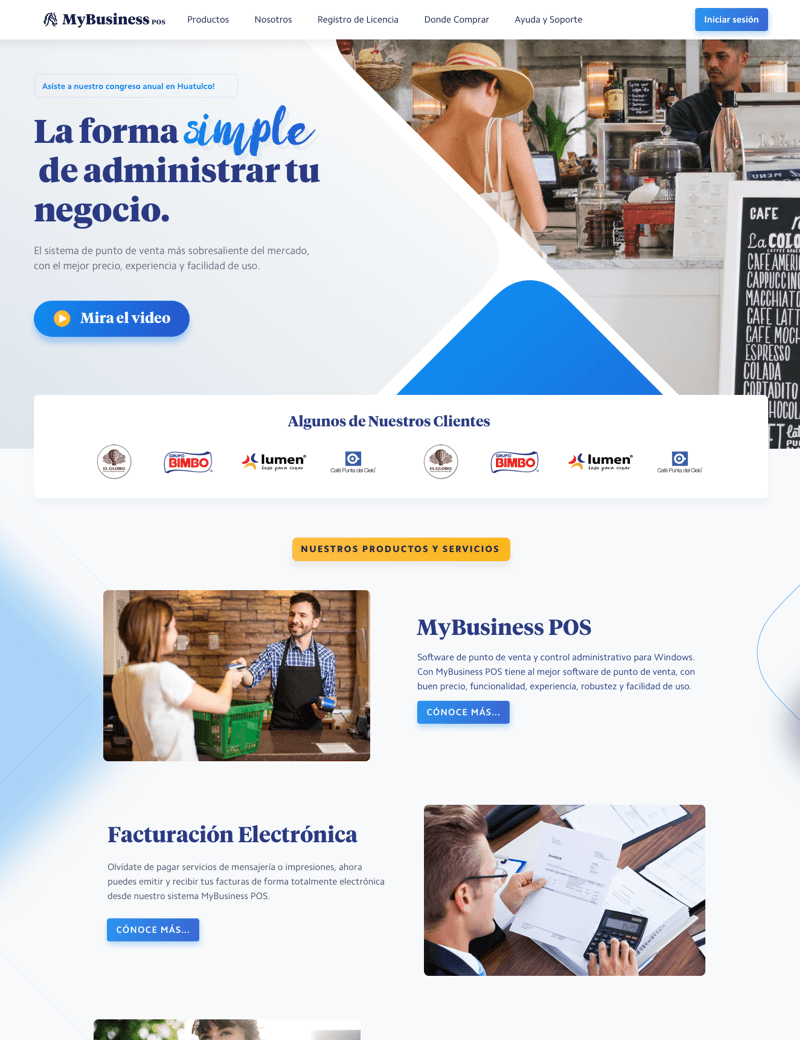 MyBusiness POS
Productos
Nosotros
Registro de Licencia
Donde Comprar
Ayuda y Soporte
Iniciar sesión
Asiste a nuestro congreso anual en Huatulco!
La forma simple
de administrar tu
negocio.
El sistema de punto de venta más sobresaliente del mercado,
con el mejor precio, experiencia y facilidad de uso.
Mira el video
CAFE
La COLO
CAFE AMERI
CAPPUCCIN
MACCHIATO
CAFE LATT
CAFE MOCH
ESPRESSO
COLADA
CORTADITO
CHOCOLA
MENU
Algunos de Nuestros Clientes
EL GLOBO
GRUPO
BIMBO
lumen
todo para crear
Café Punta del Cielo
EL GLOBO
GRUPO
BIMBO
lumen
todo para crear
Café Punta del Cielo
NUESTROS PRODUCTOS Y SERVICIOS
MyBusiness POS
Software de punto de venta y control administrativo para Windows.
Con MyBusiness POS tiene al mejor software de punto de venta, con
buen precio, funcionalidad, experiencia, robustez y facilidad de uso.
CÓNOCE MÁS...
Facturación Electrónica
Olvídate de pagar servicios de mensajería o impresiones, ahora
puedes emitir y recibir tus facturas de forma totalmente electrónica
desde nuestro sistema MyBusiness POS.
CÓNOCE MÁS...
Invoice